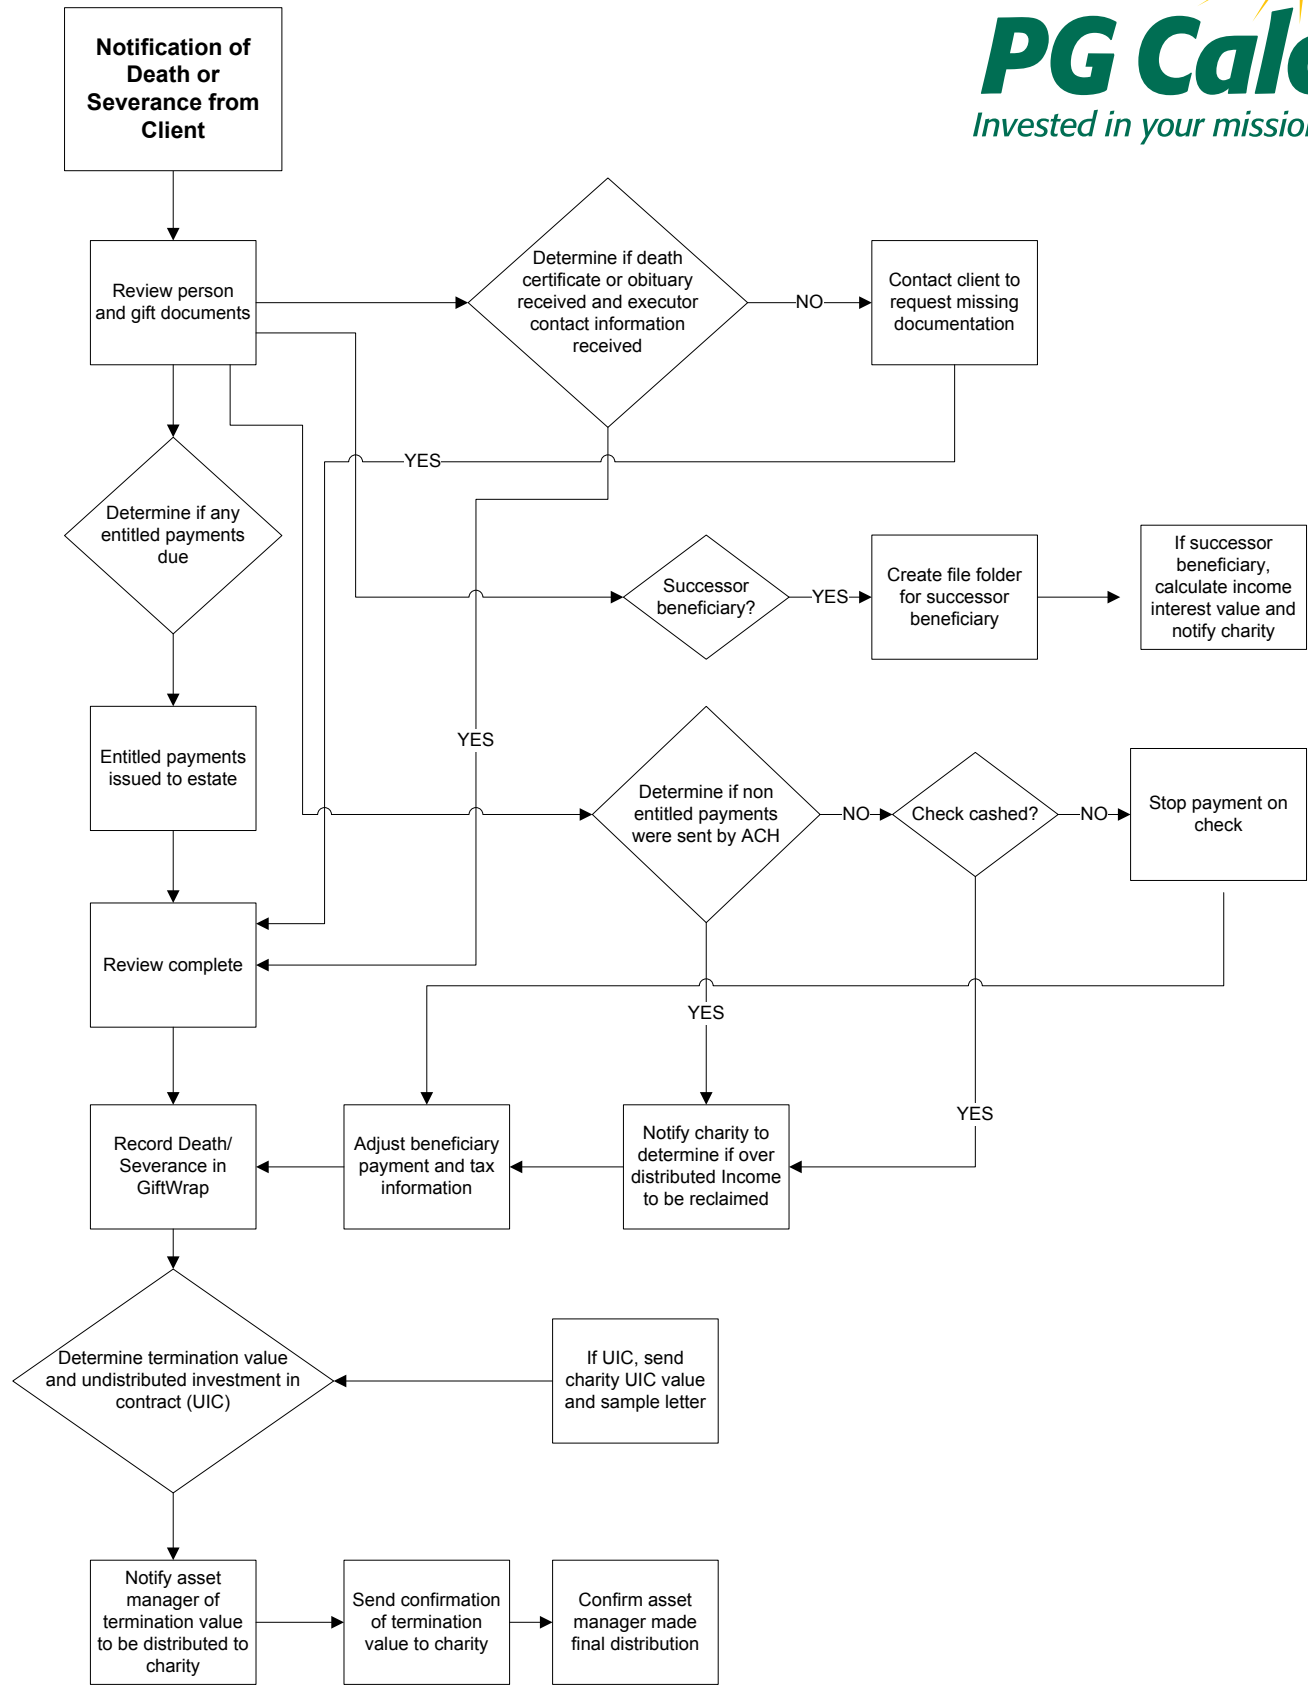 Notification of
Death or
Severance from
Client
PG Cale
Invested in your mission
Review person
and gift documents
Determine if death
certificate or obituary
received and executor
contact information
received
NO
Contact client to
request missing
documentation
YES
Determine if any
entitled payments
due
Successor
beneficiary?
YES
Create file folder
for successor
beneficiary
If successor
beneficiary,
calculate income
interest value and
notify charity
YES
Entitled payments
issued to estate
Determine if non
entitled payments
were sent by ACH
NO
Check cashed?
NO
Stop payment on
check
Review complete
YES
YES
Record Death/
Severance in
GiftWrap
Adjust beneficiary
payment and tax
information
Notify charity to
determine if over
distributed Income
to be reclaimed
Determine termination value
and undistributed investment in
contract (UIC)
If UIC, send
charity UIC value
and sample letter
Notify asset
manager of
termination value
to be distributed to
charity
Send confirmation
of termination
value to charity
Confirm asset
manager made
final distribution